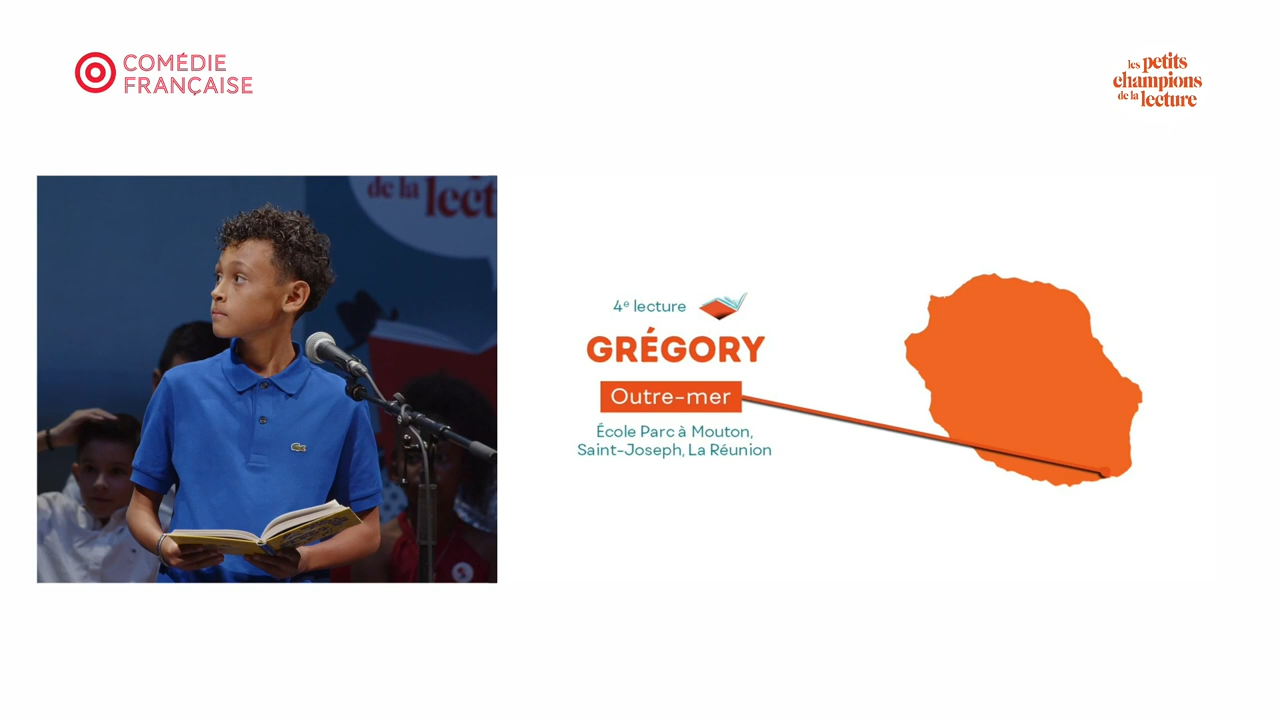 COMÉDIE
FRANÇAISE
les petits
champions
de la lecture
de la lect
4e lecture
GRÉGORY
Outre-mer
École Parc à Mouton,
Saint-Joseph, La Réunion